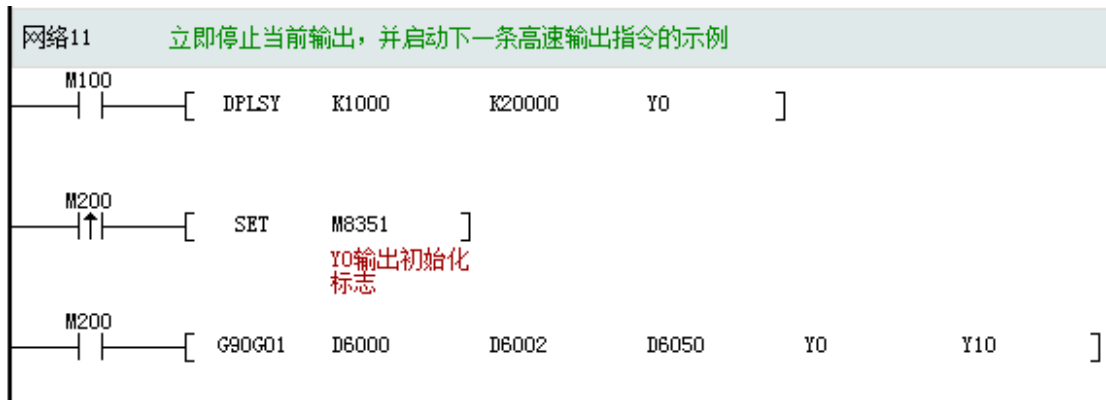 网络11 立即停止当前输出，并启动下一条高速输出指令的示例
M100
[ DPLSY K1000 K20000 Y0 ]
M200
[ SET M8351 ]
Y0输出初始化
标志
M200
[ G90G01 D6000 D6002 D6050 Y0 Y10 ]